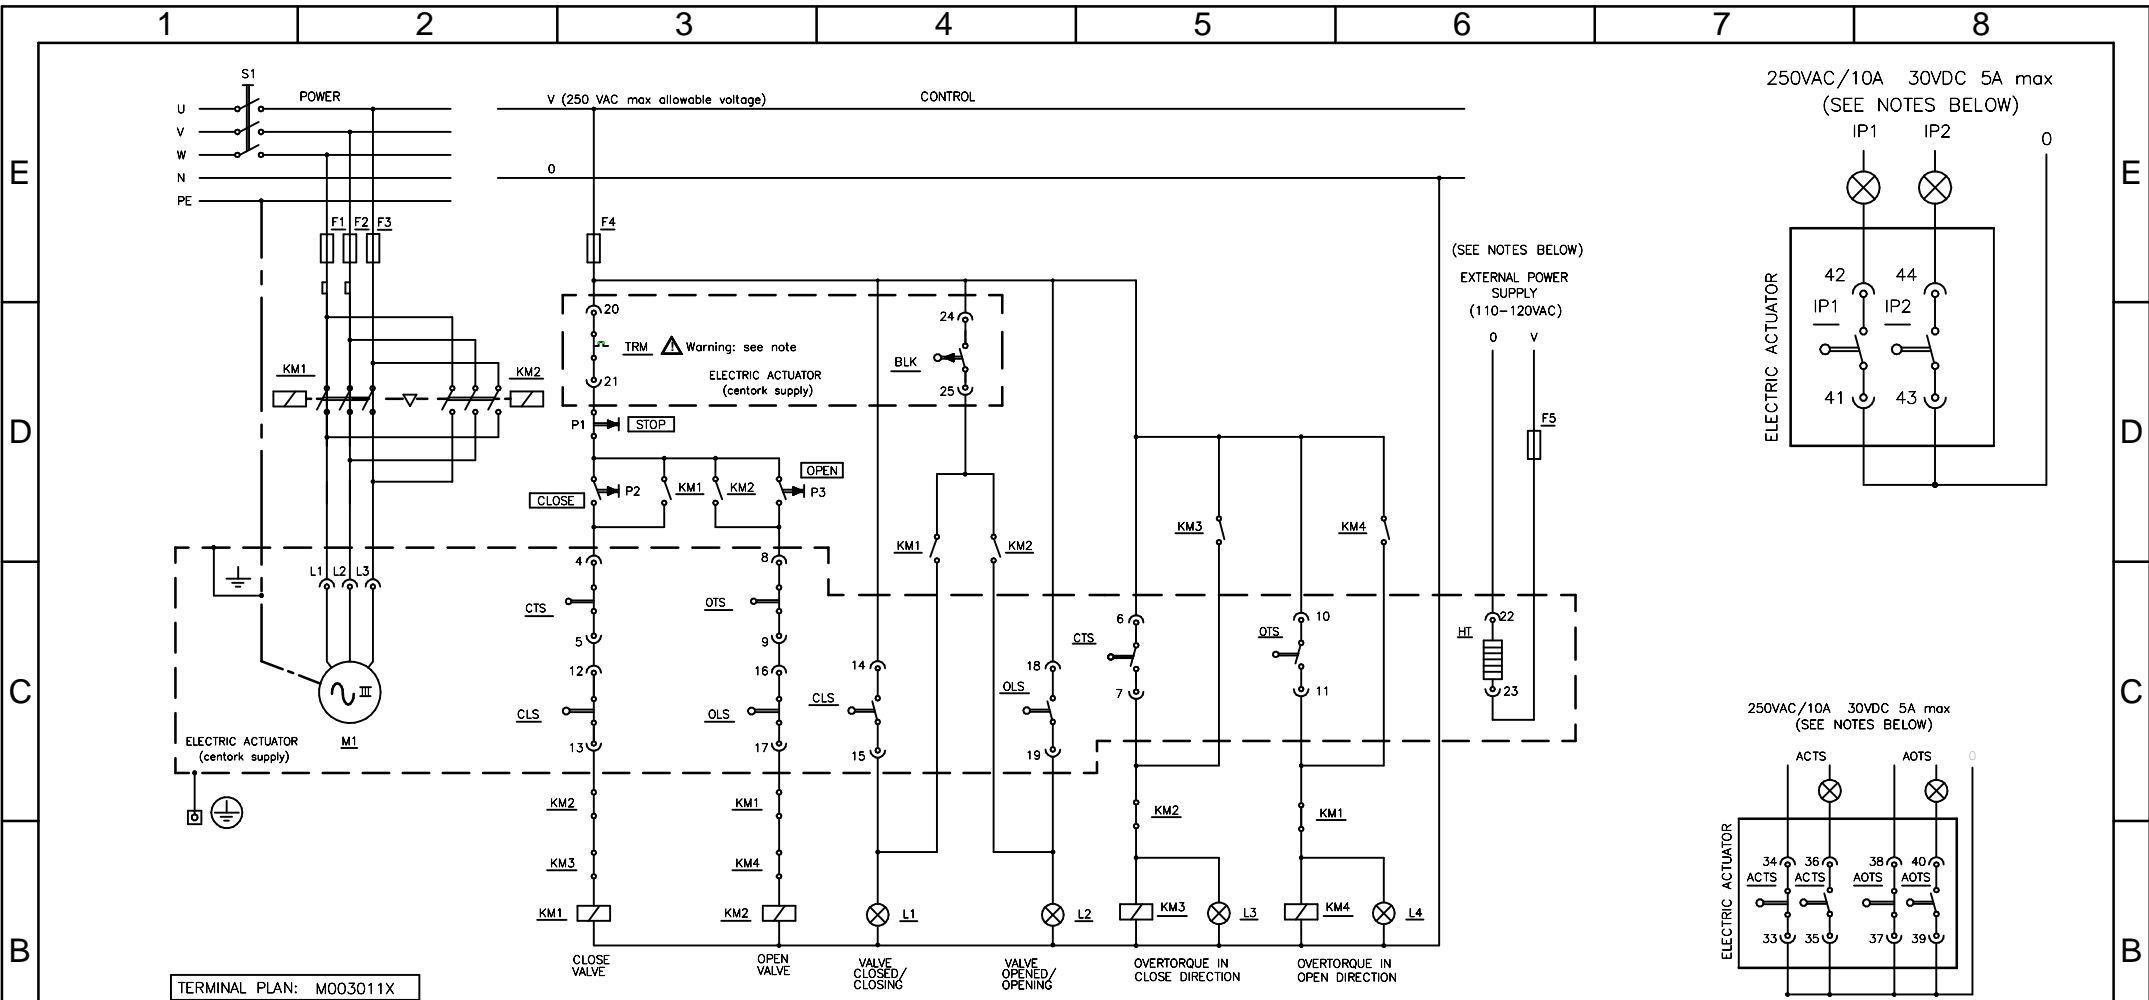 1 2 3 4 5 6 7 8
E E
D D
C C
B B
S1
POWER
U
V
W
N
PE
V (250 VAC max allowable voltage)
CONTROL
0
F1 F2 F3
F4
KM1
KM2
20
TRM Warning: see note
21
ELECTRIC ACTUATOR
(centork supply)
24
BLK
25
P1 STOP
OPEN
CLOSE
P2 KM1 KM2 P3
KM1 KM2
KM3
KM4
(SEE NOTES BELOW)
EXTERNAL POWER
SUPPLY
(110-120VAC)
0 V
F5
L1 L2 L3
M1
ELECTRIC ACTUATOR
(centork supply)
4 8
CTS OTS
5 9
12 16
CLS OLS
13 17
14 18
CLS OLS
15 19
6 10
CTS OTS
7 11
22
HT
23
KM2 KM1
KM3 KM4
KM2 KM1
KM1 KM2 L1 L2 KM3 L3 KM4 L4
CLOSE
VALVE
OPEN
VALVE
VALVE
CLOSED/
CLOSING
VALVE
OPENED/
OPENING
OVERTORQUE IN
CLOSE DIRECTION
OVERTORQUE IN
OPEN DIRECTION
TERMINAL PLAN: M003011X
250VAC/10A 30VDC 5A max
(SEE NOTES BELOW)
IP1 IP2 0
ELECTRIC ACTUATOR
42 44
IP1 IP2
41 43
250VAC/10A 30VDC 5A max
(SEE NOTES BELOW)
ACTS AOTS 0
ELECTRIC ACTUATOR
34 36 38 40
ACTS ACTS AOTS AOTS
33 35 37 39